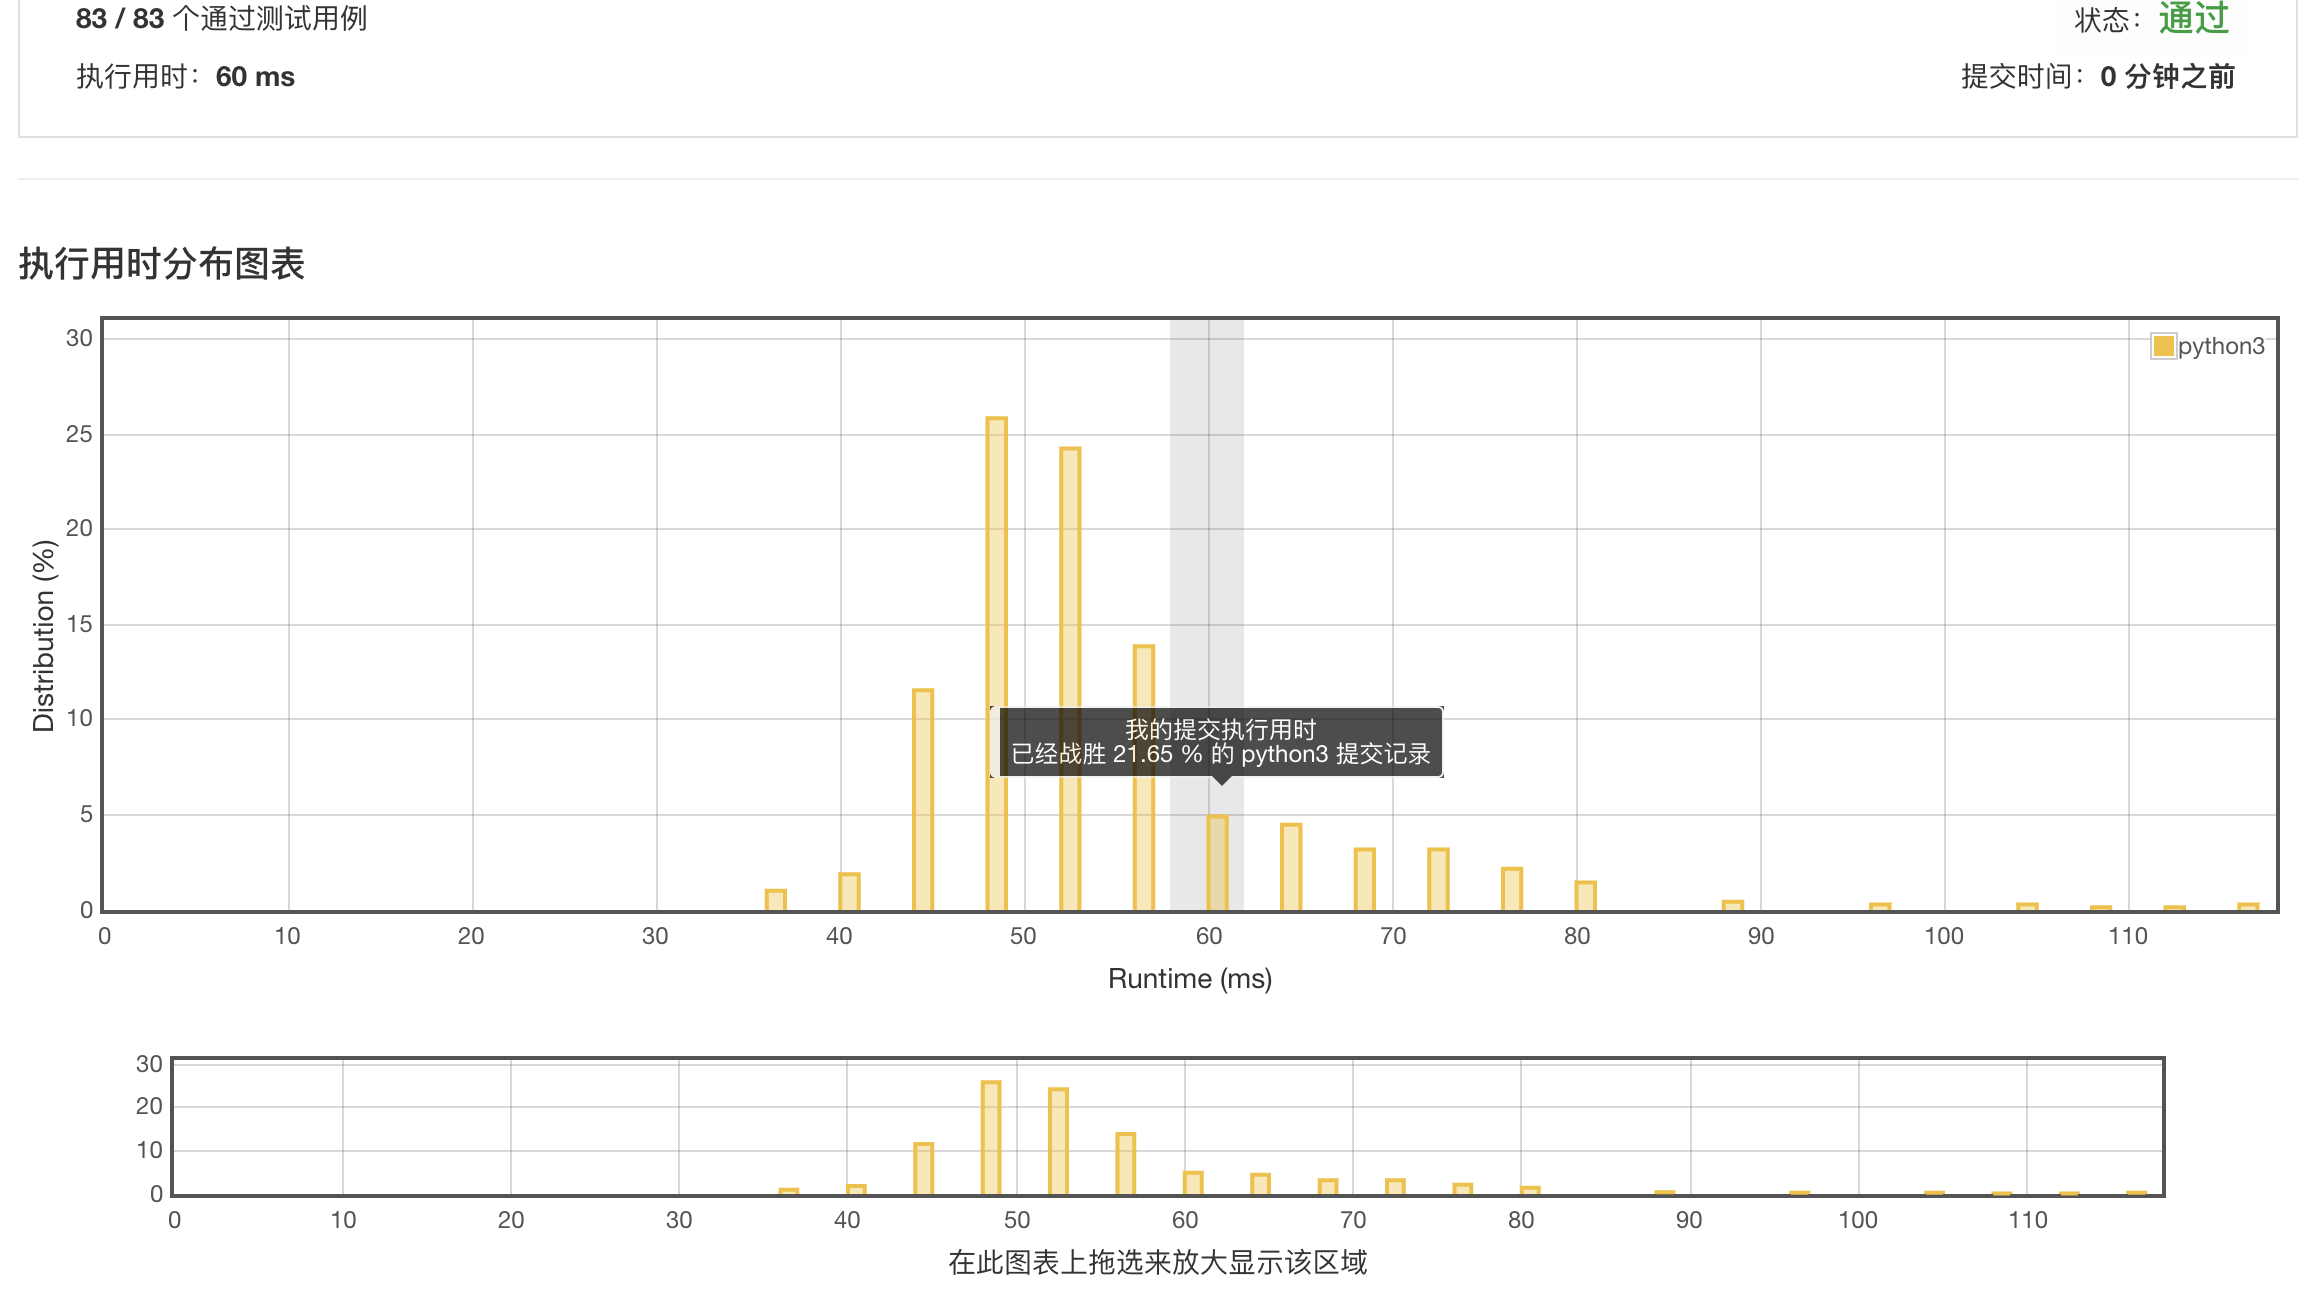 83 / 83 个通过测试用例
状态：通过
执行用时：60 ms
提交时间：0 分钟之前
执行用时分布图表
30
25
20
15
10
5
0
Distribution (%)
python3
我的提交执行用时
已经战胜 21.65 % 的 python3 提交记录
0 10 20 30 40 50 60 70 80 90 100 110
Runtime (ms)
30
20
10
0
0 10 20 30 40 50 60 70 80 90 100 110
在此图表上拖选来放大显示该区域